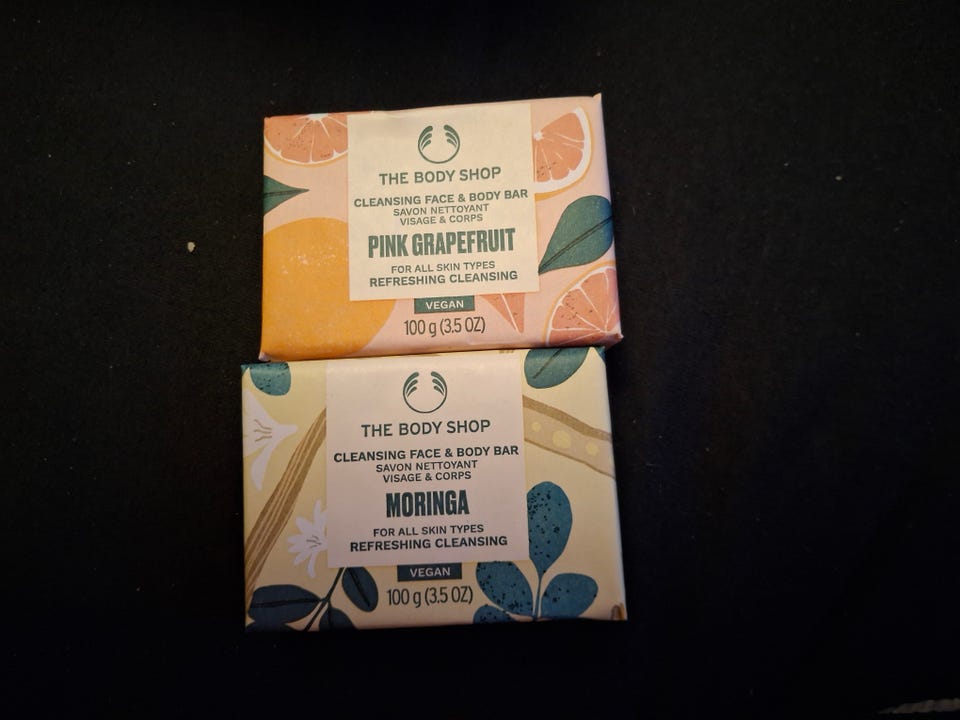 THE BODY SHOP
CLEANSING FACE & BODY BAR
SAVON NETTOYANT
VISAGE & CORPS
PINK GRAPEFRUIT
FOR ALL SKIN TYPES
REFRESHING CLEANSING
VEGAN
100 g (3.5 OZ)
THE BODY SHOP
CLEANSING FACE & BODY BAR
SAVON NETTOYANT
VISAGE & CORPS
MORINGA
FOR ALL SKIN TYPES
REFRESHING CLEANSING
VEGAN
100 g (3.5 OZ)